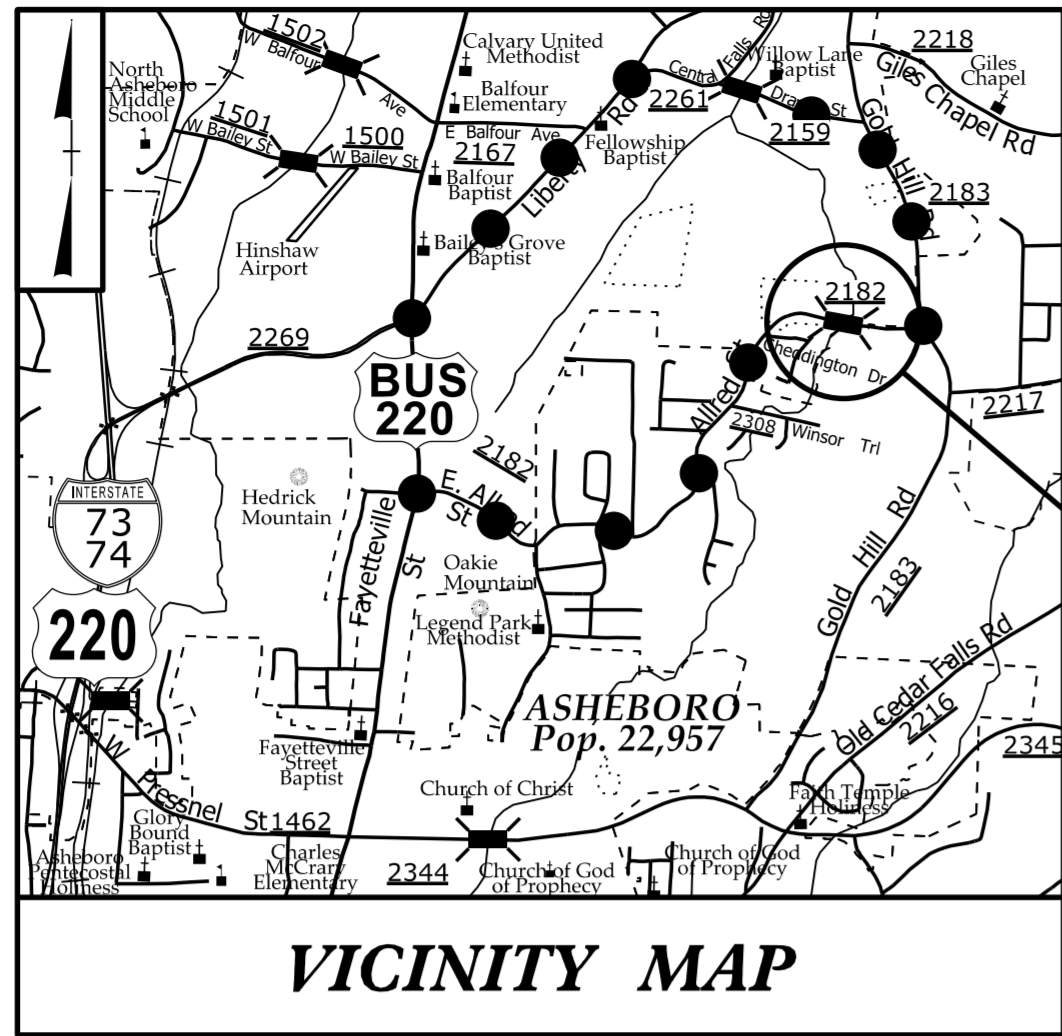 1502
W Balfour
Ave
Calvary United
Methodist
Central Falls Rd
Willow Lane
Baptist
2218
Giles
Chapel
Giles Chapel Rd
North
Asheboro
Middle
School
Balfour
Elementary
2261
2159
1501
W Bailey St
1500
W Bailey St
E Balfour Ave
2167
Liberty Rd
Fellowship
Baptist
Gold Hill Rd
2183
Balfour
Baptist
Hinshaw
Airport
Bailey's Grove
Baptist
2182
2269
BUS
220
Cheddington Dr
Allred St
2217
2308
Winsor Trl
2182
E. Allred
St
INTERSTATE
73
74
Hedrick
Mountain
Fayetteville
St
Oakie
Mountain
Gold Hill Rd
2183
220
Legend Park
Methodist
Old Cedar Falls Rd
2216
ASHEBORO
Pop. 22,957
2345
Fayetteville
Street
Baptist
W Pressnel St
1462
Church of Christ
Faith Temple
Holiness
Glory
Bound
Baptist
Asheboro
Pentecostal
Holiness
Charles
McCrary
Elementary
2344
Church of God
of Prophecy
Church of God
of Prophecy
VICINITY MAP